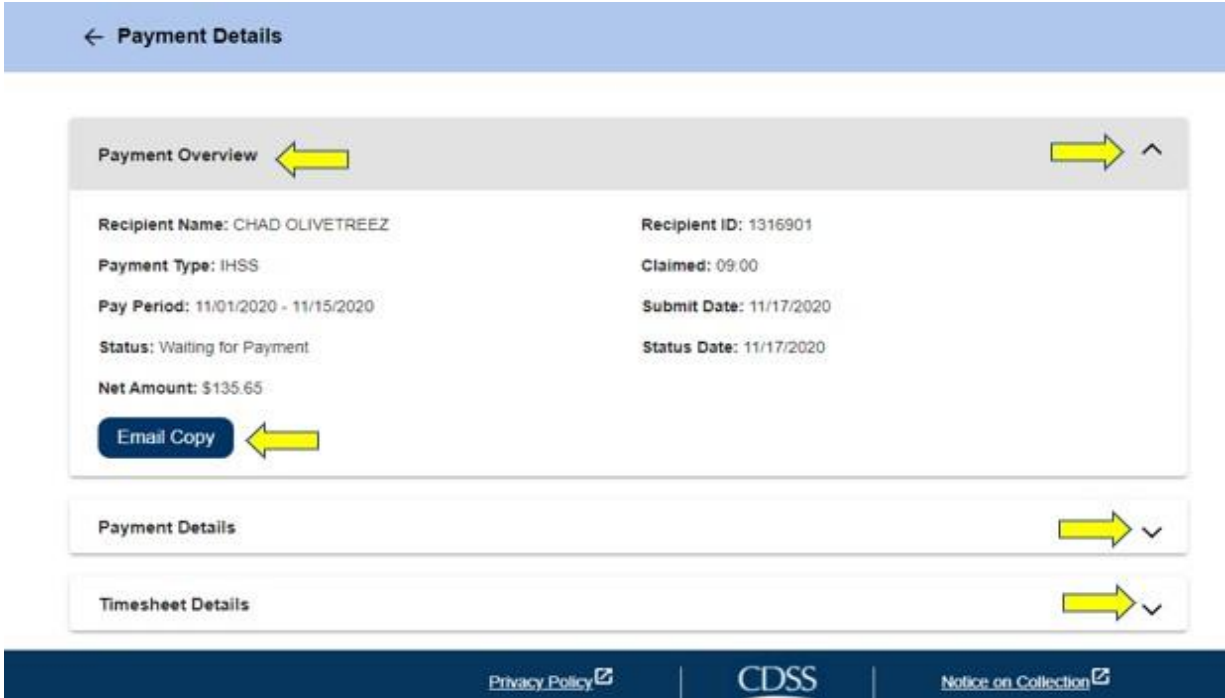 Payment Details
Payment Overview
Recipient Name: CHAD OLIVETREEZ
Recipient ID: 1316901
Payment Type: IHSS
Claimed: 09:00
Pay Period: 11/01/2020 - 11/15/2020
Submit Date: 11/17/2020
Status: Waiting for Payment
Status Date: 11/17/2020
Net Amount: $135.65
Email Copy
Payment Details
Timesheet Details
Privacy Policy
CDSS
Notice on Collection